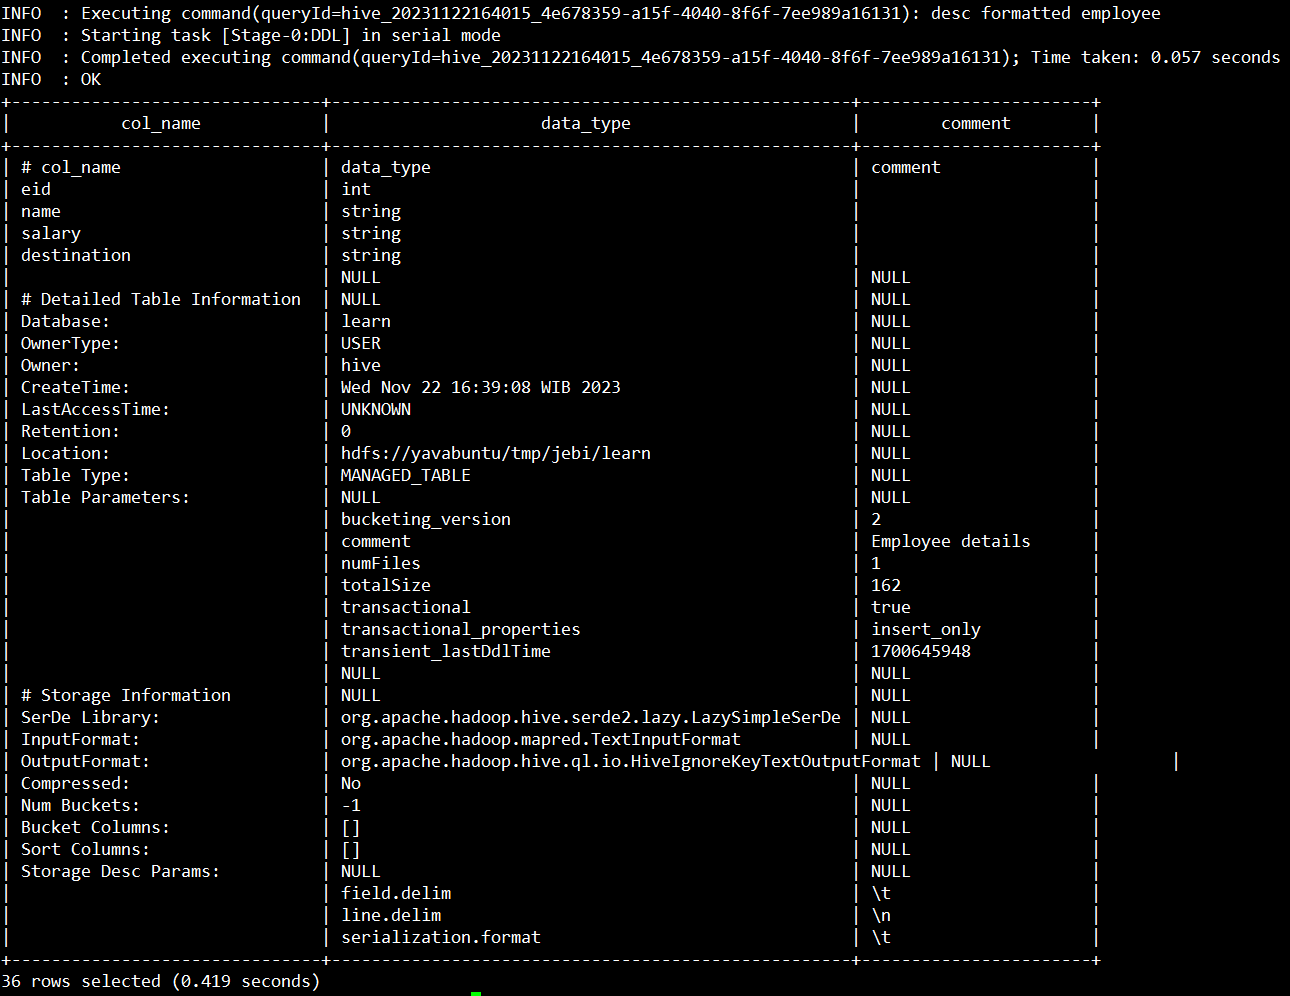 INFO  : Executing command(queryId=hive_20231122164015_4e678359-a15f-4040-8f6f-7ee989a16131): desc formatted employee
INFO  : Starting task [Stage-0:DDL] in serial mode
INFO  : Completed executing command(queryId=hive_20231122164015_4e678359-a15f-4040-8f6f-7ee989a16131); Time taken: 0.057 seconds
INFO  : OK
+-------------------------------+----------------------------------------------------+-----------------------+
|           col_name            |                     data_type                      |        comment        |
+-------------------------------+----------------------------------------------------+-----------------------+
| # col_name                    | data_type                                          | comment               |
| eid                           | int                                                |                       |
| name                          | string                                             |                       |
| salary                        | string                                             |                       |
| destination                   | string                                             |                       |
|                               | NULL                                               | NULL                  |
| # Detailed Table Information  | NULL                                               | NULL                  |
| Database:                     | learn                                              | NULL                  |
| OwnerType:                    | USER                                               | NULL                  |
| Owner:                        | hive                                               | NULL                  |
| CreateTime:                   | Wed Nov 22 16:39:08 WIB 2023                       | NULL                  |
| LastAccessTime:               | UNKNOWN                                            | NULL                  |
| Retention:                    | 0                                                  | NULL                  |
| Location:                     | hdfs://yavabuntu/tmp/jebi/learn                    | NULL                  |
| Table Type:                   | MANAGED_TABLE                                      | NULL                  |
| Table Parameters:             | NULL                                               | NULL                  |
|                               | bucketing_version                                  | 2                     |
|                               | comment                                            | Employee details      |
|                               | numFiles                                           | 1                     |
|                               | totalSize                                          | 162                   |
|                               | transactional                                      | true                  |
|                               | transactional_properties                           | insert_only           |
|                               | transient_lastDdlTime                              | 1700645948            |
|                               | NULL                                               | NULL                  |
| # Storage Information         | NULL                                               | NULL                  |
| SerDe Library:                | org.apache.hadoop.hive.serde2.lazy.LazySimpleSerDe | NULL                  |
| InputFormat:                  | org.apache.hadoop.mapred.TextInputFormat           | NULL                  |
| OutputFormat:                 | org.apache.hadoop.hive.ql.io.HiveIgnoreKeyTextOutputFormat | NULL                  |
| Compressed:                   | No                                                 | NULL                  |
| Num Buckets:                  | -1                                                 | NULL                  |
| Bucket Columns:               | []                                                 | NULL                  |
| Sort Columns:                 | []                                                 | NULL                  |
| Storage Desc Params:          | NULL                                               | NULL                  |
|                               | field.delim                                        | \t                    |
|                               | line.delim                                         | \n                    |
|                               | serialization.format                               | \t                    |
+-------------------------------+----------------------------------------------------+-----------------------+
36 rows selected (0.419 seconds)